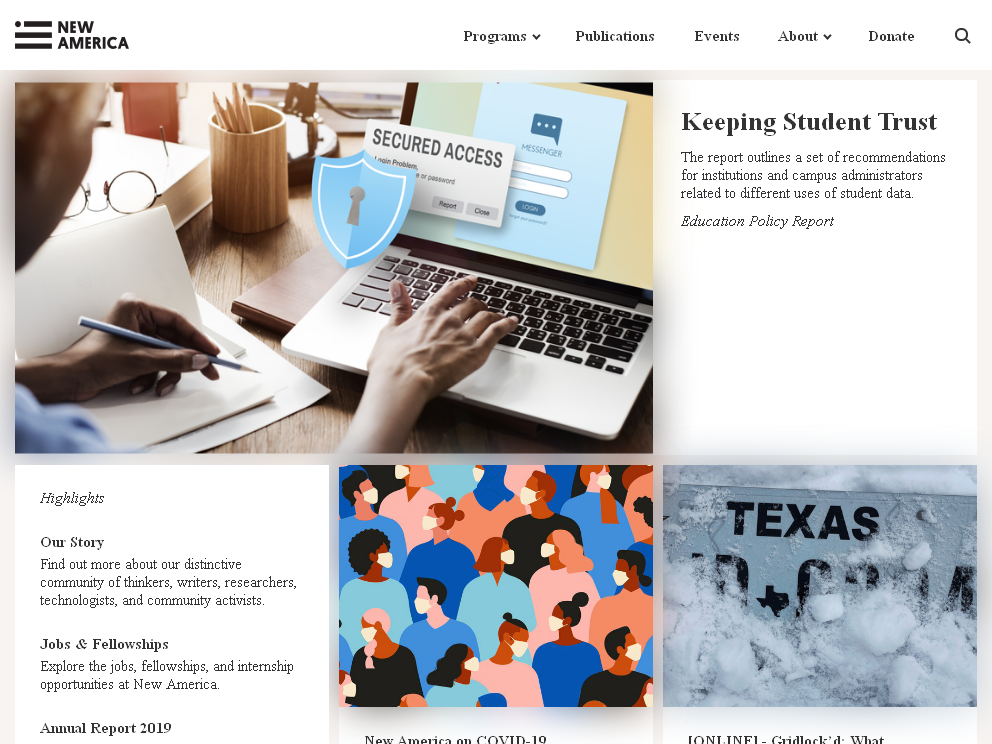 NEW
AMERICA
Programs
Publications
Events
About
Donate
SECURED ACCESS
Login Problem,
or password
Report
Close
MESSENGER
LOGIN
Keeping Student Trust
The report outlines a set of recommendations
for institutions and campus administrators
related to different uses of student data.
Education Policy Report
Highlights
Our Story
Find out more about our distinctive
community of thinkers, writers, researchers,
technologists, and community activists.
Jobs & Fellowships
Explore the jobs, fellowships, and internship
opportunities at New America.
Annual Report 2019
TEXAS
New America on COVID-19
[ONLINE] - Gridlock'd: What